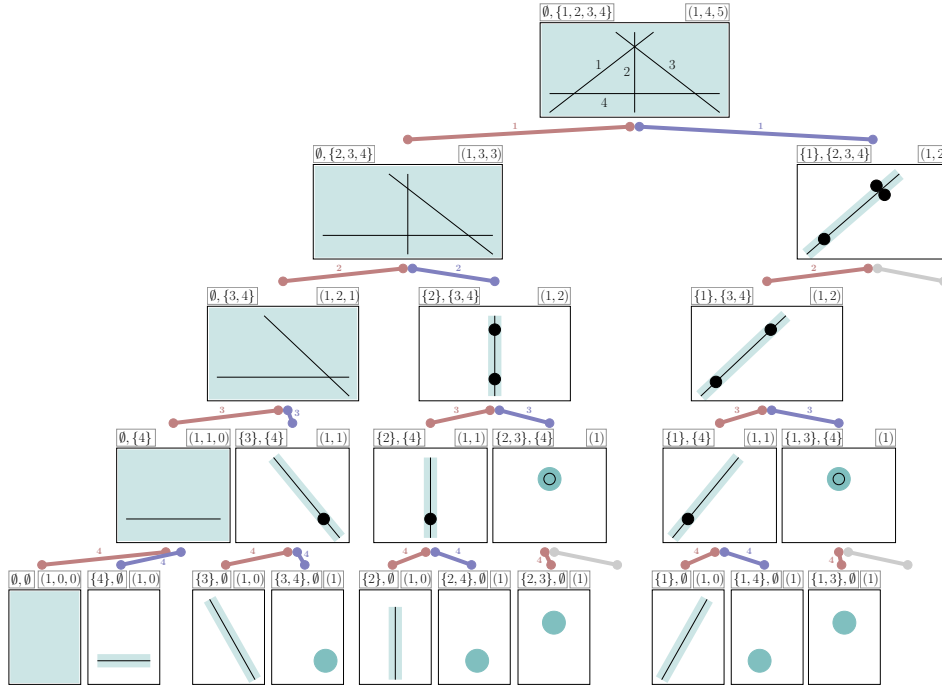 ∅, {1, 2, 3, 4} (1, 4, 5)
1 2 3
4
1 1
∅, {2, 3, 4} (1, 3, 3) {1}, {2, 3, 4} (1, 2
2 2 2
∅, {3, 4} (1, 2, 1) {2}, {3, 4} (1, 2) {1}, {3, 4} (1, 2)
3 3 3 3 3 3
∅, {4} (1, 1, 0) {3}, {4} (1, 1) {2}, {4} (1, 1) {2, 3}, {4} (1) {1}, {4} (1, 1) {1, 3}, {4} (1)
4 4 4 4 4 4 4 4 4 4
∅, ∅ (1, 0, 0) {4}, ∅ (1, 0) {3}, ∅ (1, 0) {3, 4}, ∅ (1) {2}, ∅ (1, 0) {2, 4}, ∅ (1) {2, 3}, ∅ (1) {1}, ∅ (1, 0) {1, 4}, ∅ (1) {1, 3}, ∅ (1)